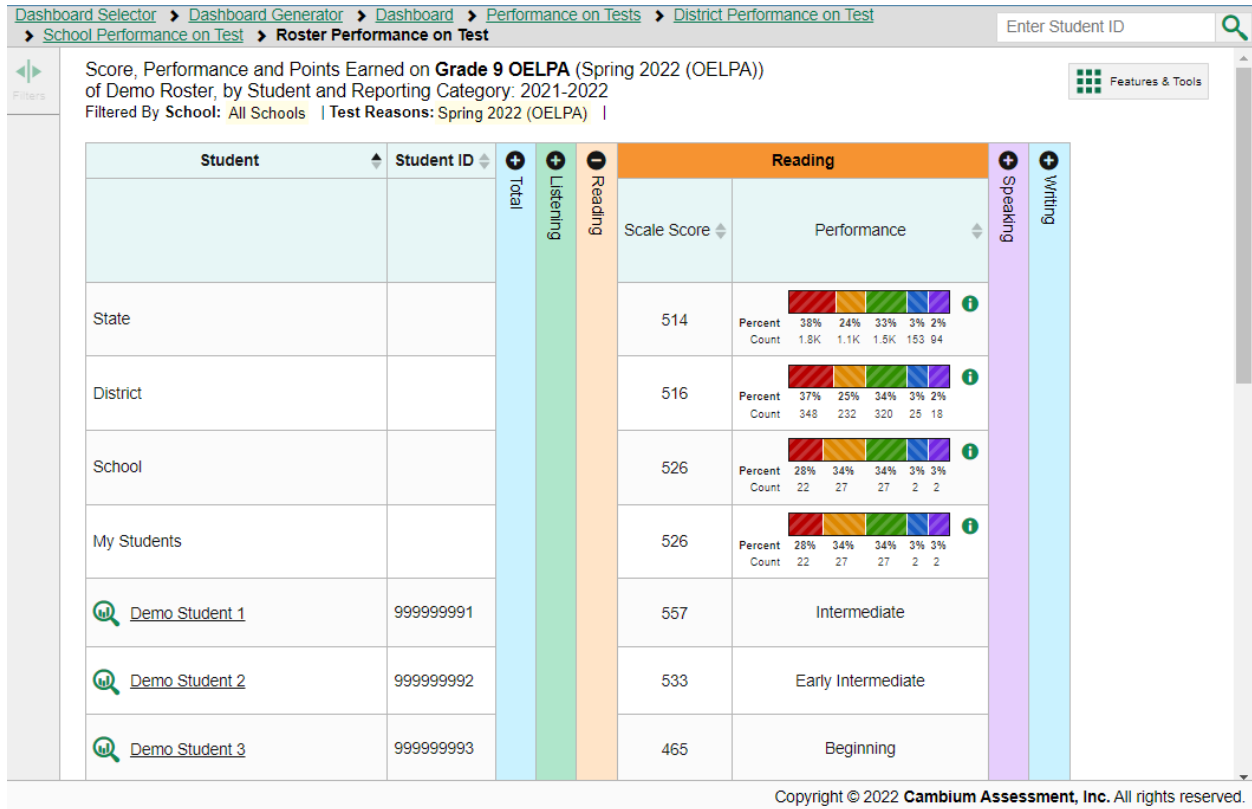 Dashboard Selector > Dashboard Generator > Dashboard > Performance on Tests > District Performance on Test
> School Performance on Test > Roster Performance on Test
Enter Student ID
Filters
Score, Performance and Points Earned on Grade 9 OELPA (Spring 2022 (OELPA))
of Demo Roster, by Student and Reporting Category: 2021-2022
Filtered By School: All Schools | Test Reasons: Spring 2022 (OELPA) |
Features & Tools
Student Student ID Total Listening Reading Reading Speaking Writing
Scale Score Performance
State 514
Percent 38% 24% 33% 3% 2%
Count 1.8K 1.1K 1.5K 153 94
District 516
Percent 37% 25% 34% 3% 2%
Count 348 232 320 25 18
School 526
Percent 28% 34% 34% 3% 3%
Count 22 27 27 2 2
My Students 526
Percent 28% 34% 34% 3% 3%
Count 22 27 27 2 2
Demo Student 1 999999991 557 Intermediate
Demo Student 2 999999992 533 Early Intermediate
Demo Student 3 999999993 465 Beginning
Copyright © 2022 Cambium Assessment, Inc. All rights reserved.